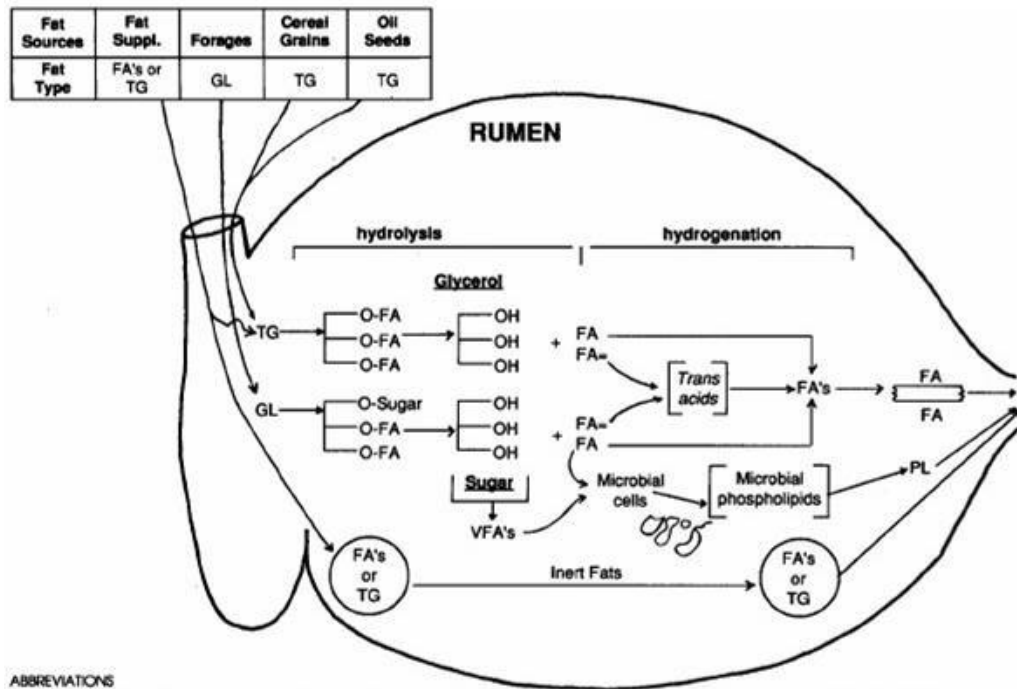 Fat Sources
Fat Suppl.
Forages
Cereal Grains
Oil Seeds
Fat Type
FA's or TG
GL
TG
TG
RUMEN
hydrolysis
hydrogenation
Glycerol
TG
O-FA
O-FA
O-FA
OH
OH
OH
+
FA
FA=
Trans acids
FA's
FA
FA
GL
O-Sugar
O-FA
O-FA
OH
OH
OH
+
FA=
FA
Sugar
VFA's
Microbial cells
Microbial phospholipids
PL
FA's or TG
Inert Fats
FA's or TG
ABBREVIATIONS